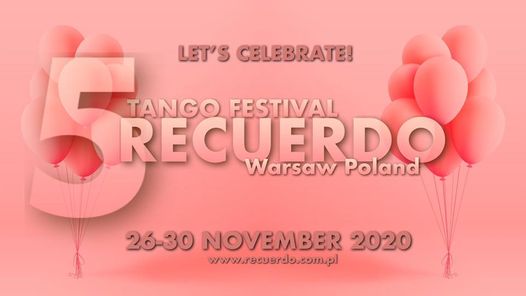 LET'S CELEBRATE!
5
TANGO FESTIVAL
RECUERDO
Warsaw Poland
26-30 NOVEMBER 2020
www.recuerdo.com.pl